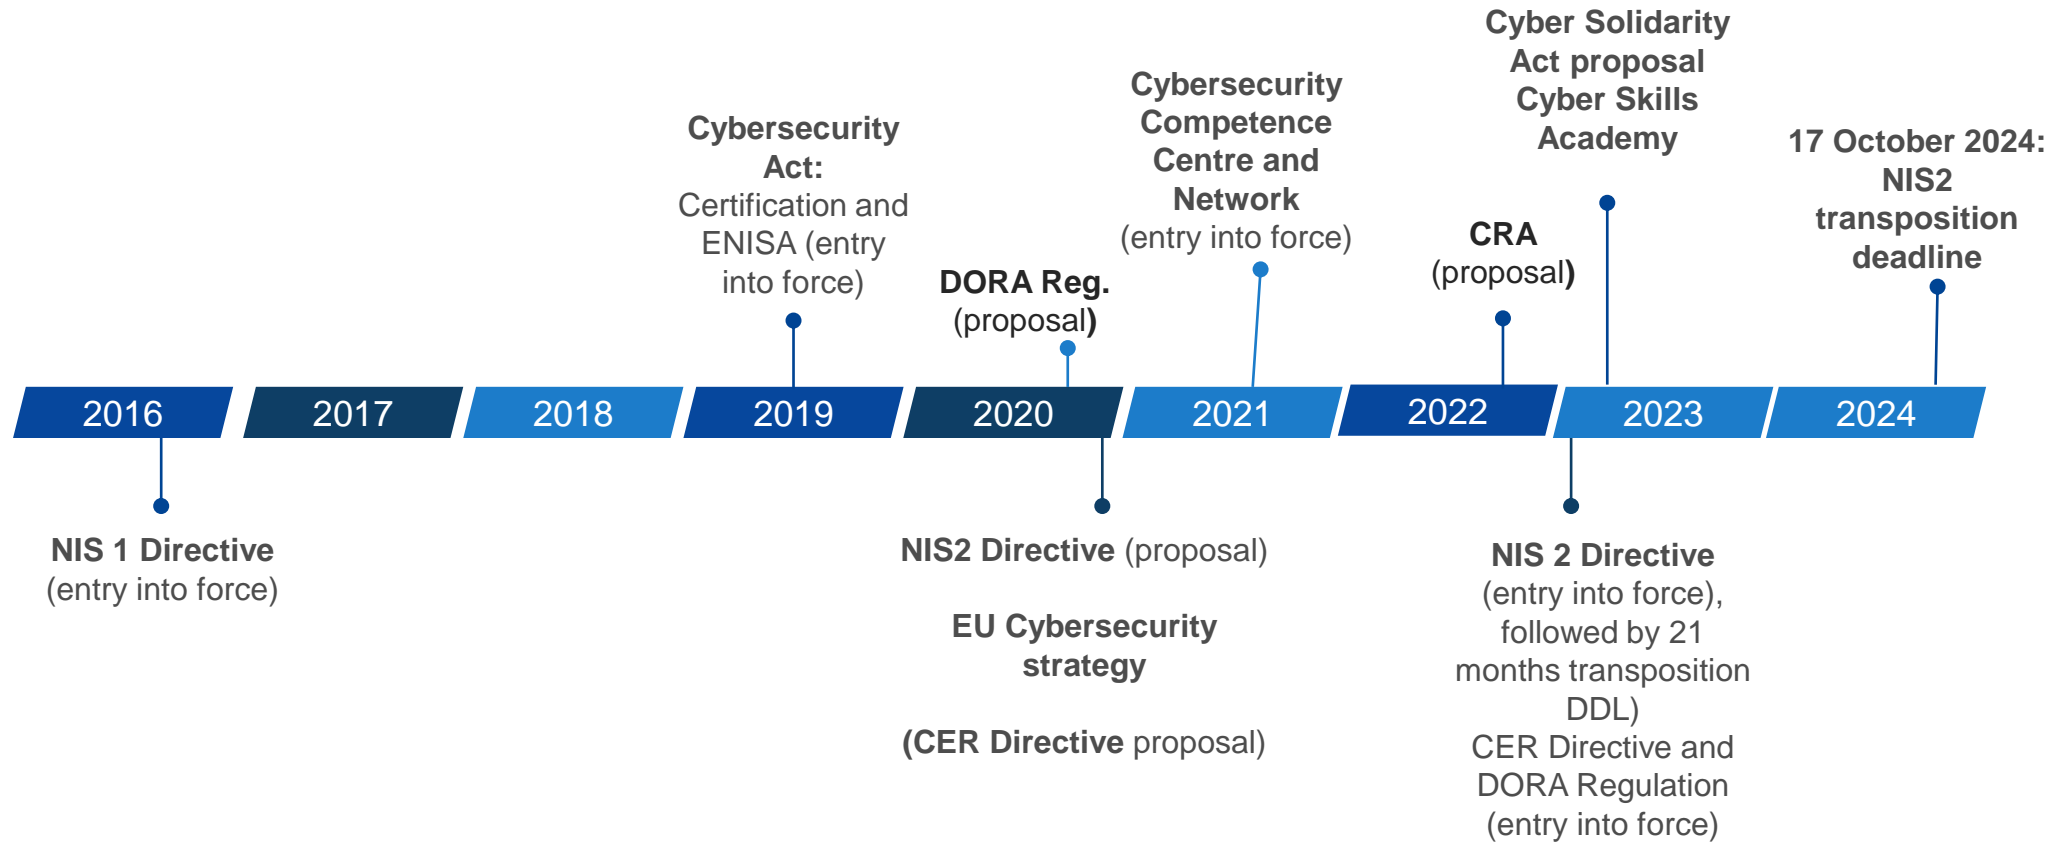 Cybersecurity
Act:
Certification and
ENISA (entry
into force)
DORA Reg.
(proposal)
Cybersecurity
Competence
Centre and
Network
(entry into force)
CRA
(proposal)
Cyber Solidarity
Act proposal
Cyber Skills
Academy
17 October 2024:
NIS2
transposition
deadline
2016
2017
2018
2019
2020
2021
2022
2023
2024
NIS 1 Directive
(entry into force)
NIS2 Directive (proposal)
EU Cybersecurity
strategy
(CER Directive proposal)
NIS 2 Directive
(entry into force),
followed by 21
months transposition
DDL)
CER Directive and
DORA Regulation
(entry into force)